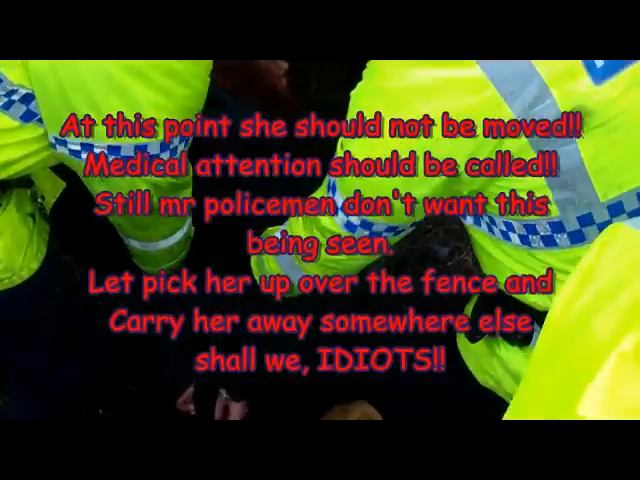 At this point she should not be moved!!
Medical attention should be called!!
Still mr policemen don't want this
being seen.
Let pick her up over the fence and
Carry her away somewhere else
shall we, IDIOTS!!